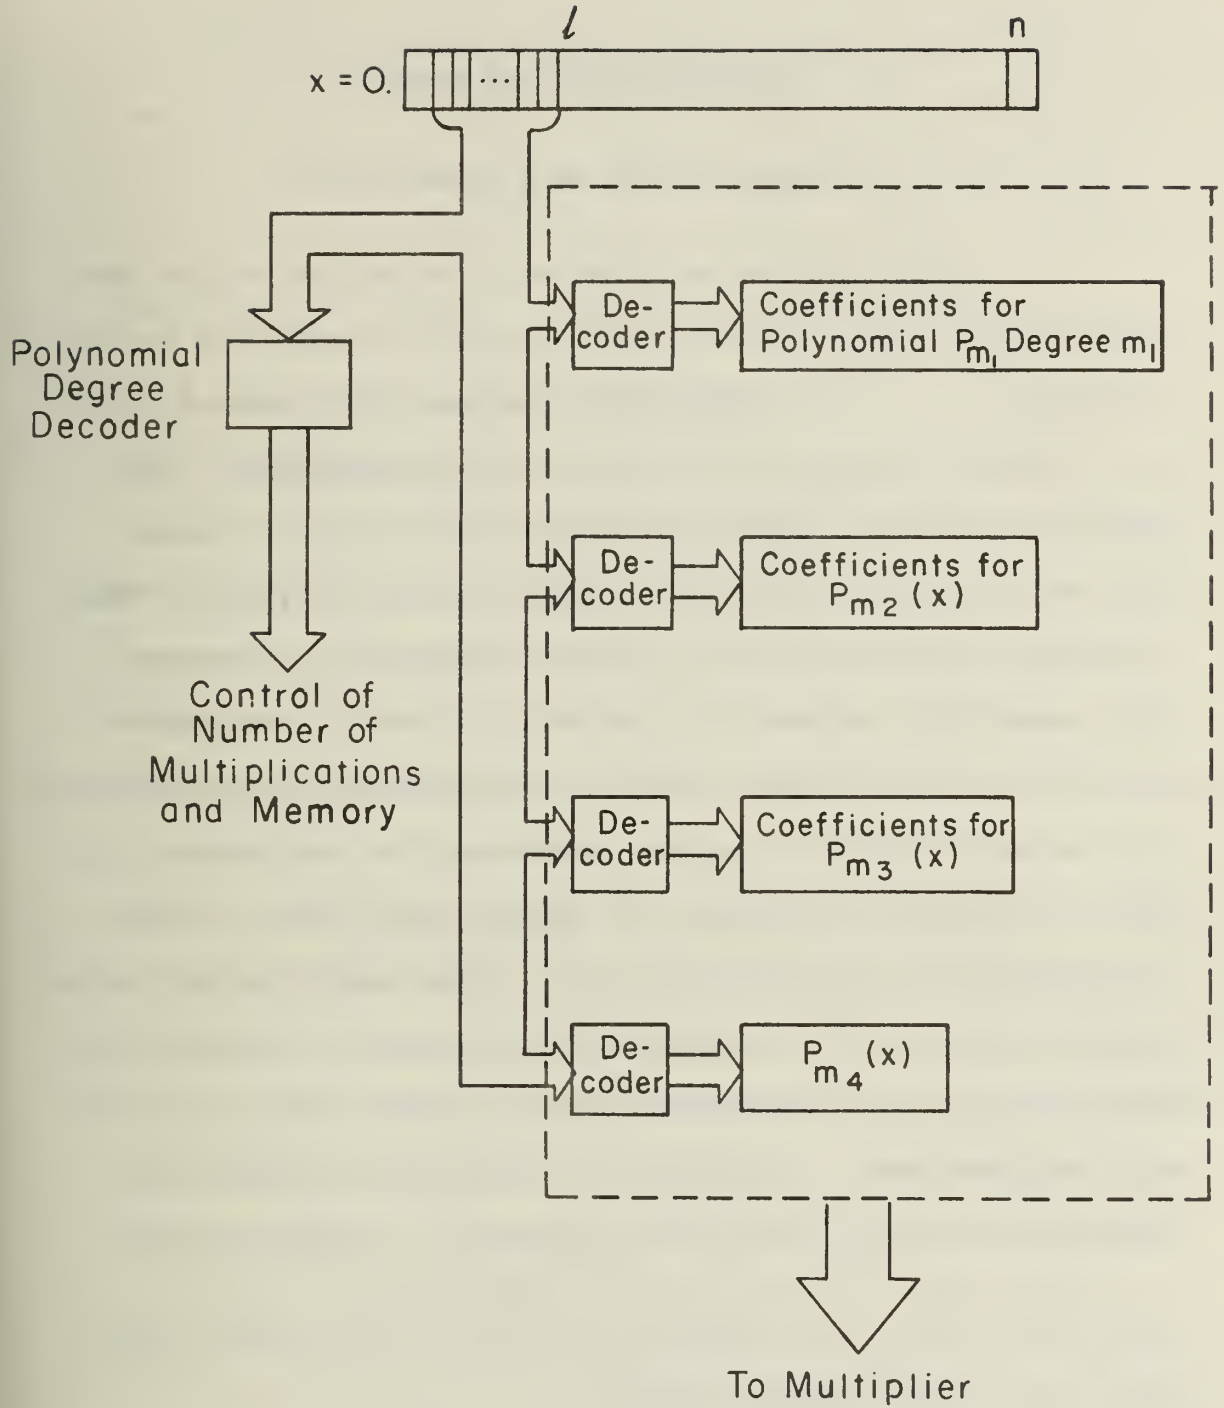 l
n
x = 0.
...
De-
coder
Coefficients for
Polynomial Pm₁ Degree m₁
Polynomial
Degree
Decoder
De-
coder
Coefficients for
Pm₂ (x)
Control of
Number of
Multiplications
and Memory
De-
coder
Coefficients for
Pm₃ (x)
De-
coder
Pm₄ (x)
To Multiplier